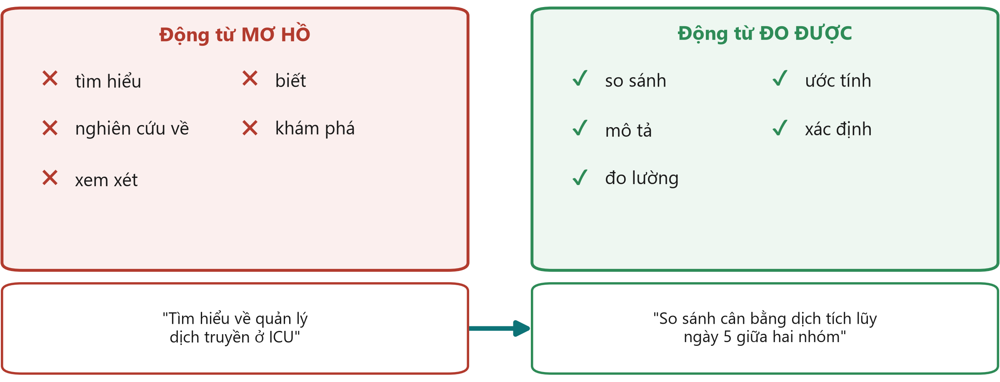 Động từ MƠ HỒ
✕ tìm hiểu ✕ biết
✕ nghiên cứu về ✕ khám phá
✕ xem xét
Động từ ĐO ĐƯỢC
✓ so sánh ✓ ước tính
✓ mô tả ✓ xác định
✓ đo lường
"Tìm hiểu về quản lý
dịch truyền ở ICU"
"So sánh cân bằng dịch tích lũy
ngày 5 giữa hai nhóm"